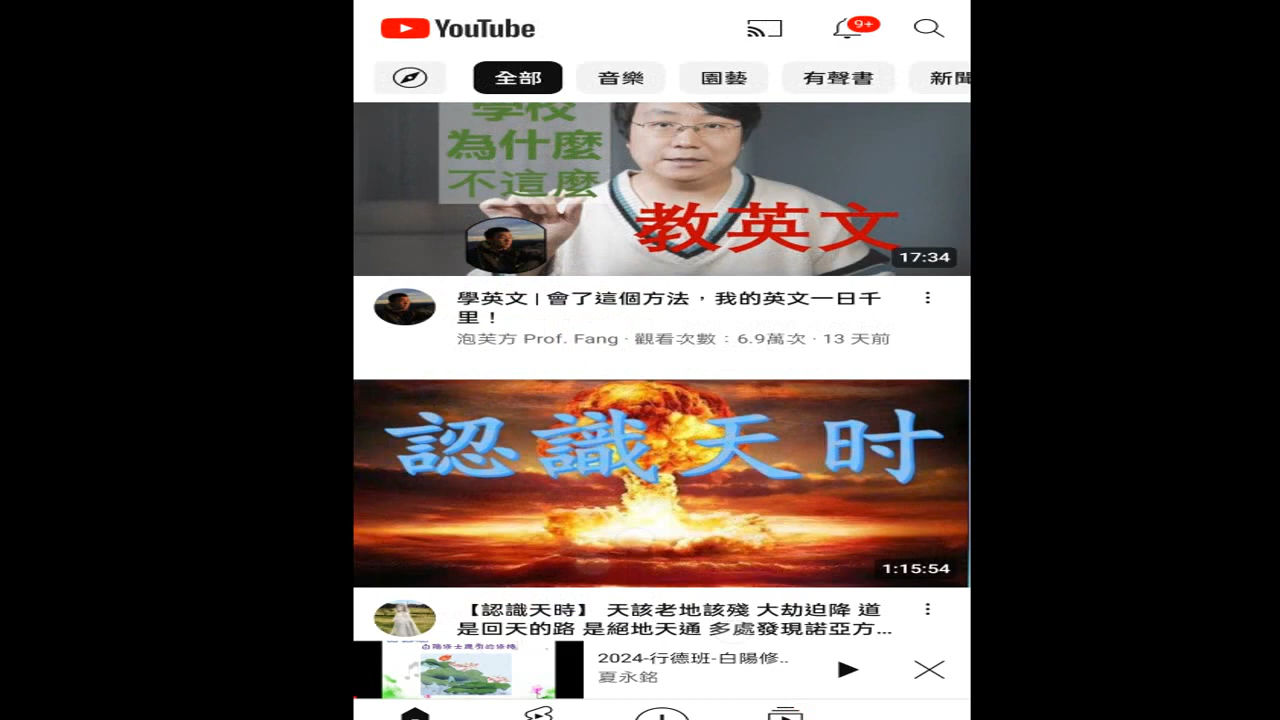 YouTube
9+
全部 音樂 園藝 有聲書 新聞
學校
為什麼
不這麼
教英文
17:34
學英文 | 會了這個方法，我的英文一日千
里！
泡芙方 Prof. Fang · 觀看次數：6.9萬次 · 13 天前
認識天时
1:15:54
【認識天時】 天該老地該殘 大劫迫降 道
是回天的路 是絕地天通 多處發現諾亞方...
2024-行德班-白陽修..
夏永銘